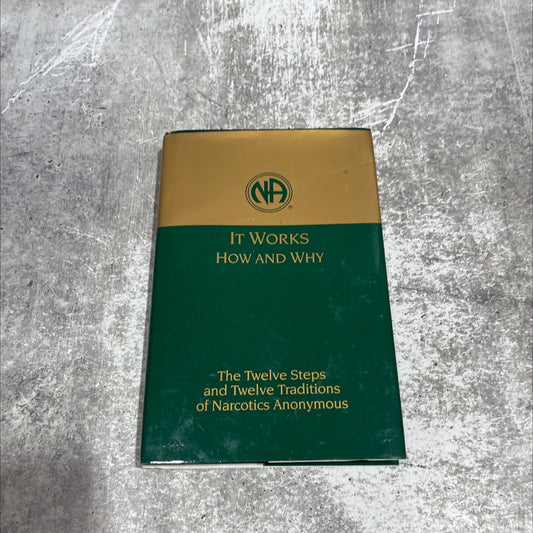 NA
IT WORKS
HOW AND WHY
The Twelve Steps
and Twelve Traditions
of Narcotics Anonymous